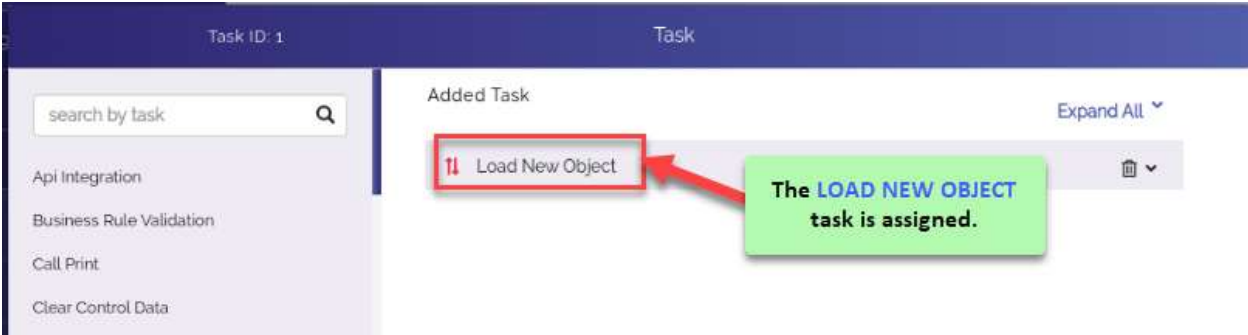 Task ID: 1
Task
search by task
Api Integration
Business Rule Validation
Call Print
Clear Control Data
Added Task
Expand All
Load New Object
The LOAD NEW OBJECT
task is assigned.